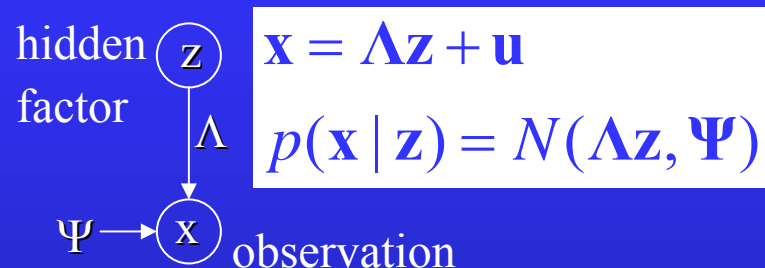 hidden z
factor
Λ
Ψ x observation
x = Λz + u
p(x | z) = N(Λz, Ψ)